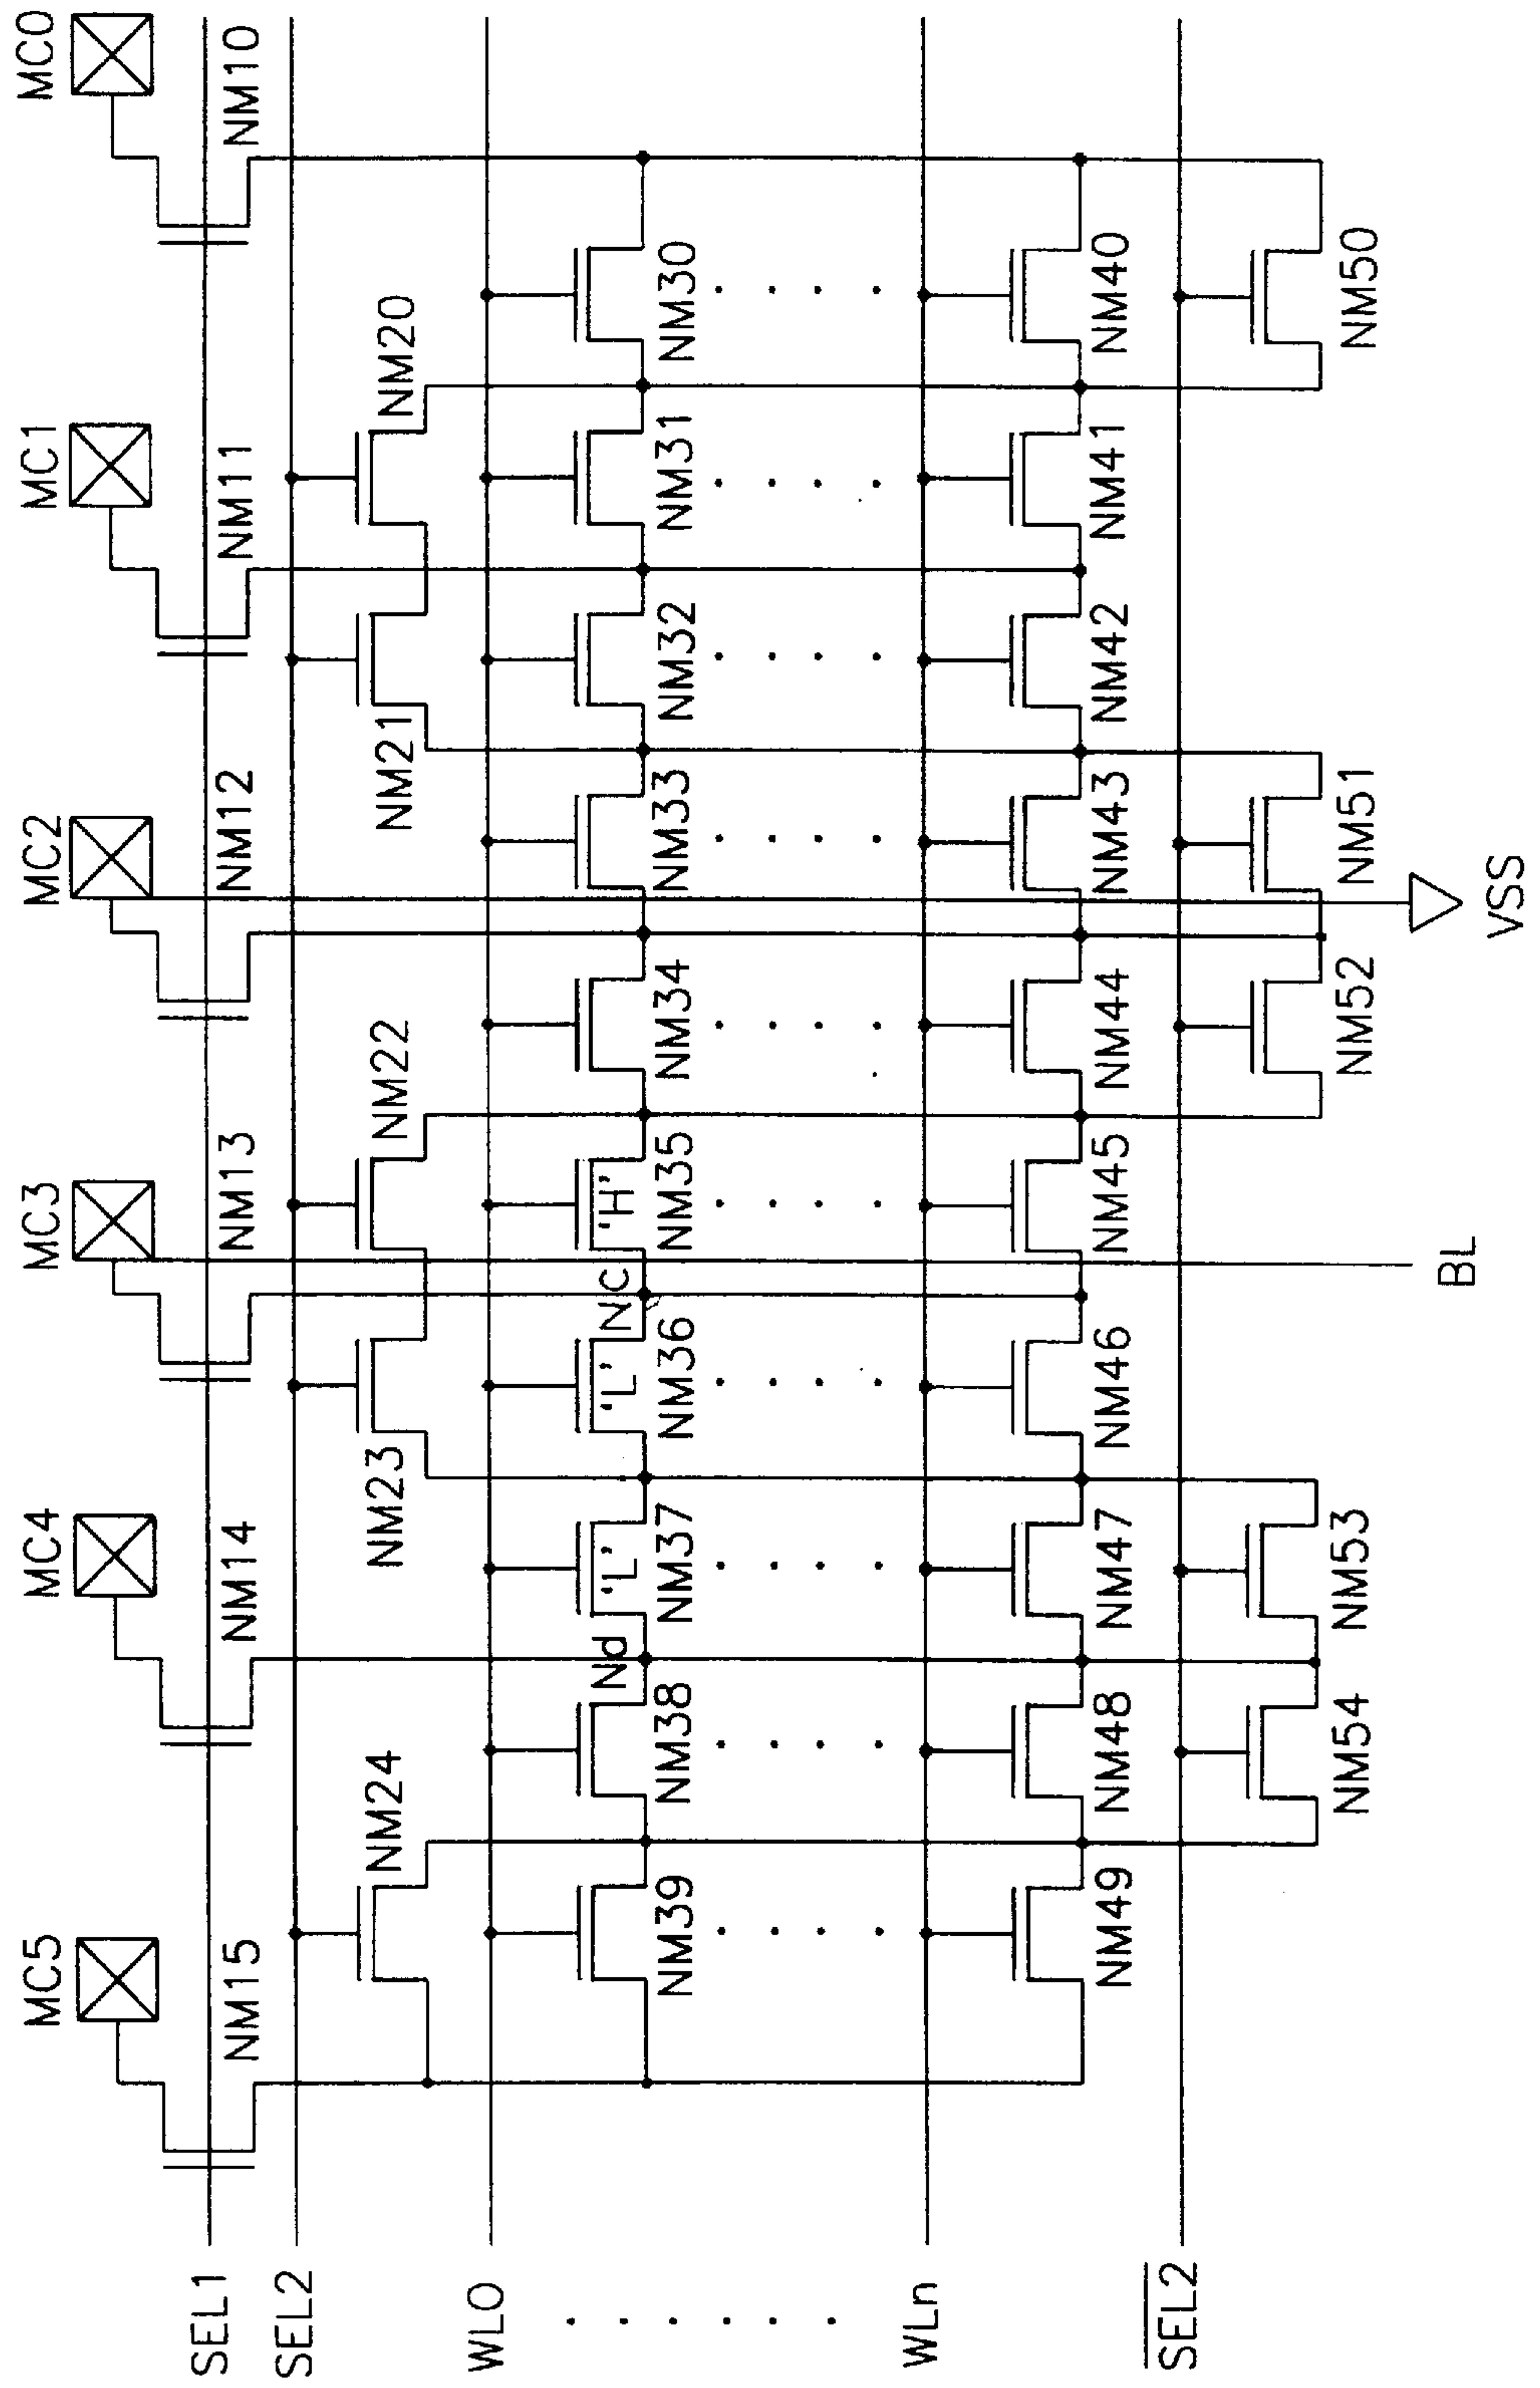 MC5 MC4 MC3 MC2 MC1 MC0
SEL1 NM15 NM14 NM13 NM12 NM11 NM10
SEL2 NM24 NM23 NM22 NM21 NM20
WL0
Nd 'L' 'L' NC 'H'
NM39 NM38 NM37 NM36 NM35 NM34 NM33 NM32 NM31 NM30
WLn
NM49 NM48 NM47 NM46 NM45 NM44 NM43 NM42 NM41 NM40
SEL2
NM54 NM53 NM52 NM51 NM50
BL VSS